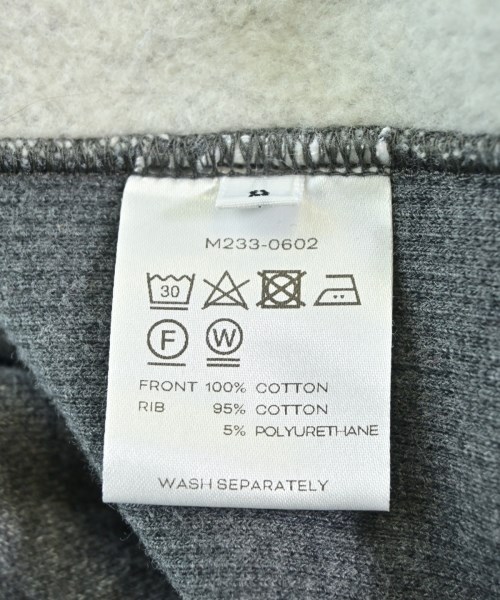 M233-0602
30
F W
FRONT 100% COTTON
RIB 95% COTTON
5% POLYURETHANE
WASH SEPARATELY